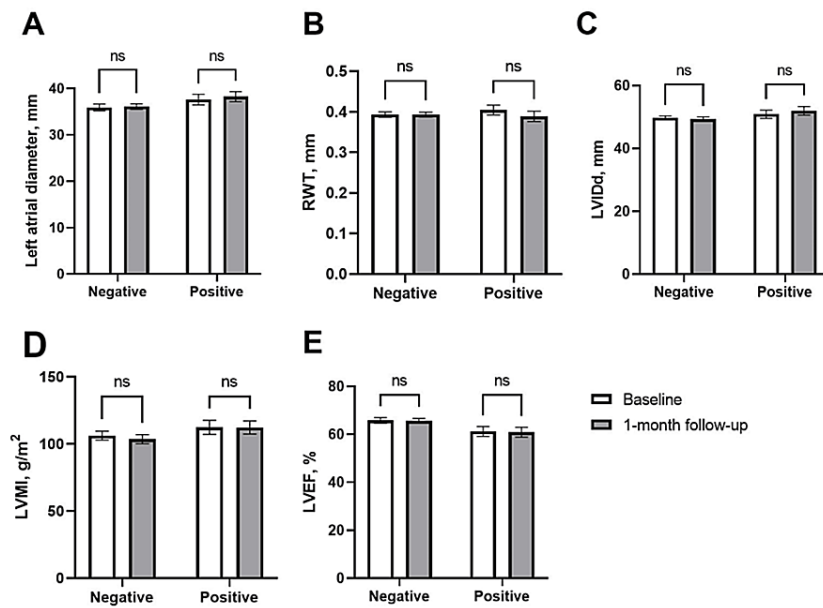 A
ns
ns
Left atrial diameter, mm
40
30
20
10
0
Negative
Positive
B
ns
ns
RWT, mm
0.5
0.4
0.3
0.2
0.1
0.0
Negative
Positive
C
ns
ns
LVIDd, mm
60
40
20
0
Negative
Positive
D
ns
ns
LVMI, g/m²
150
100
50
0
Negative
Positive
E
ns
ns
LVEF, %
80
60
40
20
0
Negative
Positive
Baseline
1-month follow-up